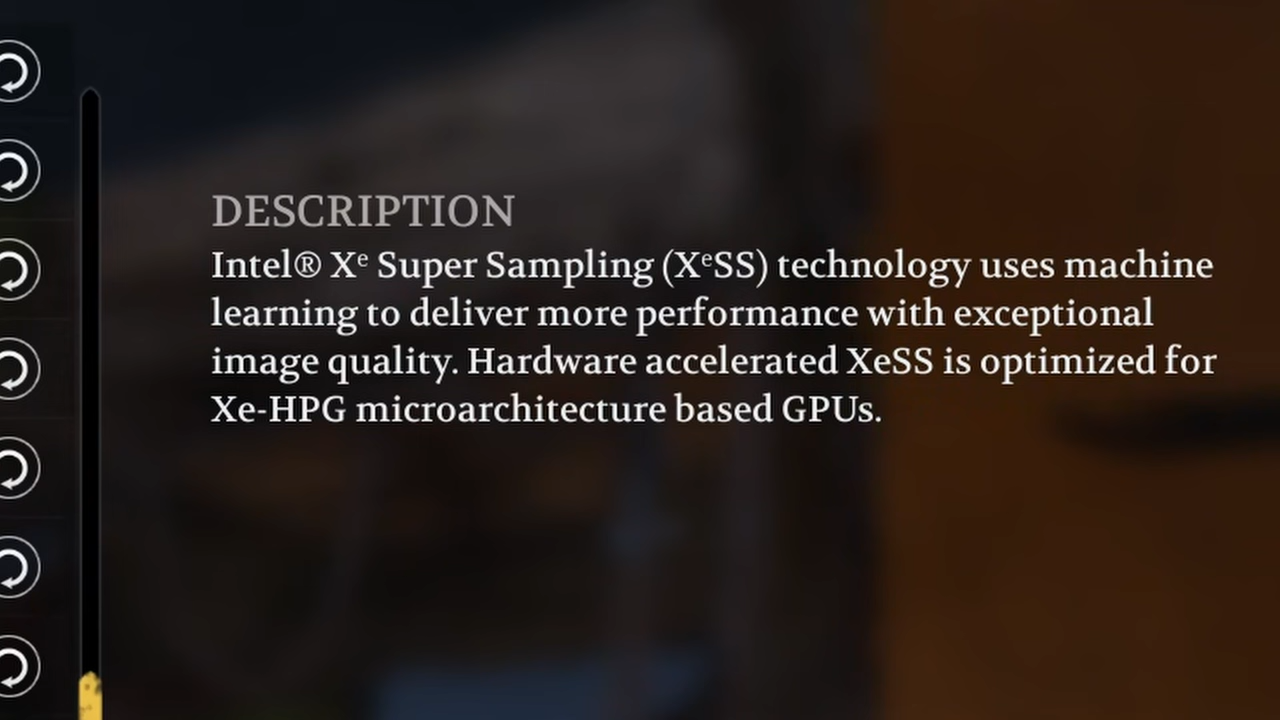 DESCRIPTION
Intel® Xᵉ Super Sampling (XᵉSS) technology uses machine
learning to deliver more performance with exceptional
image quality. Hardware accelerated XeSS is optimized for
Xe-HPG microarchitecture based GPUs.